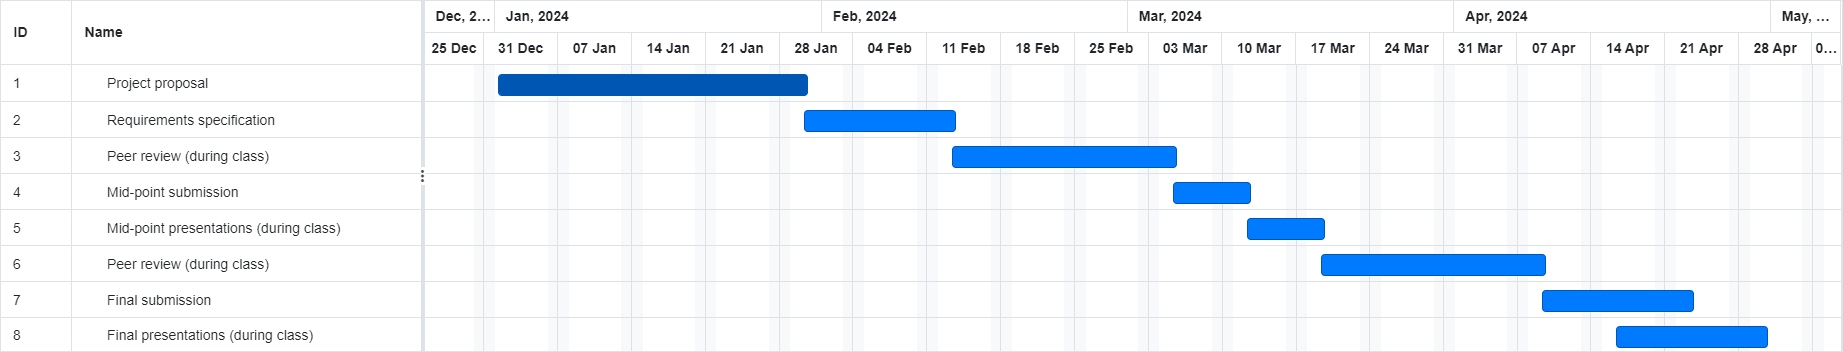 ID Name Dec, 2... Jan, 2024 Feb, 2024 Mar, 2024 Apr, 2024 May, ...
25 Dec 31 Dec 07 Jan 14 Jan 21 Jan 28 Jan 04 Feb 11 Feb 18 Feb 25 Feb 03 Mar 10 Mar 17 Mar 24 Mar 31 Mar 07 Apr 14 Apr 21 Apr 28 Apr 0...
1 Project proposal
2 Requirements specification
3 Peer review (during class)
4 Mid-point submission
5 Mid-point presentations (during class)
6 Peer review (during class)
7 Final submission
8 Final presentations (during class)